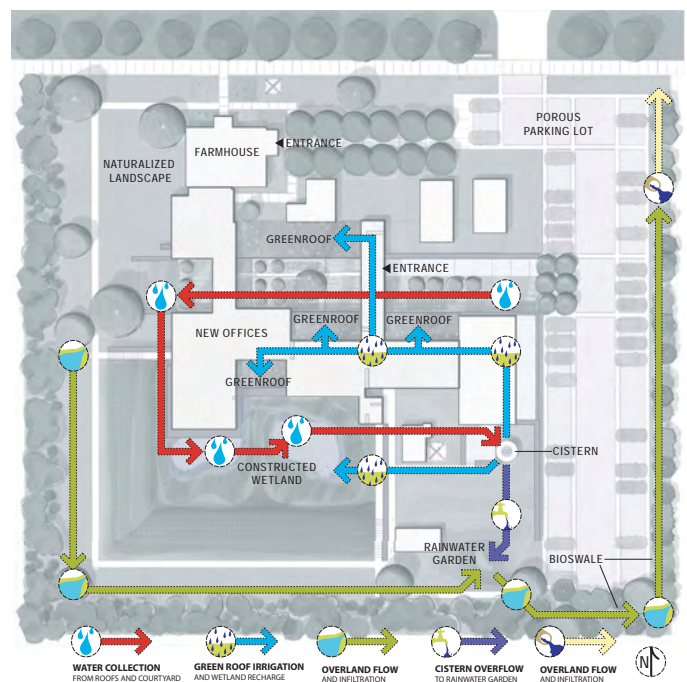 POROUS
PARKING LOT
ENTRANCE
FARMHOUSE
NATURALIZED
LANDSCAPE
GREENROOF
ENTRANCE
GREENROOF
GREENROOF
NEW OFFICES
GREENROOF
CISTERN
CONSTRUCTED
WETLAND
RAINWATER
GARDEN
BIOSWALE
WATER COLLECTION
FROM ROOFS AND COURTYARD
GREEN ROOF IRRIGATION
AND WETLAND RECHARGE
OVERLAND FLOW
AND INFILTRATION
CISTERN OVERFLOW
TO RAINWATER GARDEN
OVERLAND FLOW
AND INFILTRATION
N